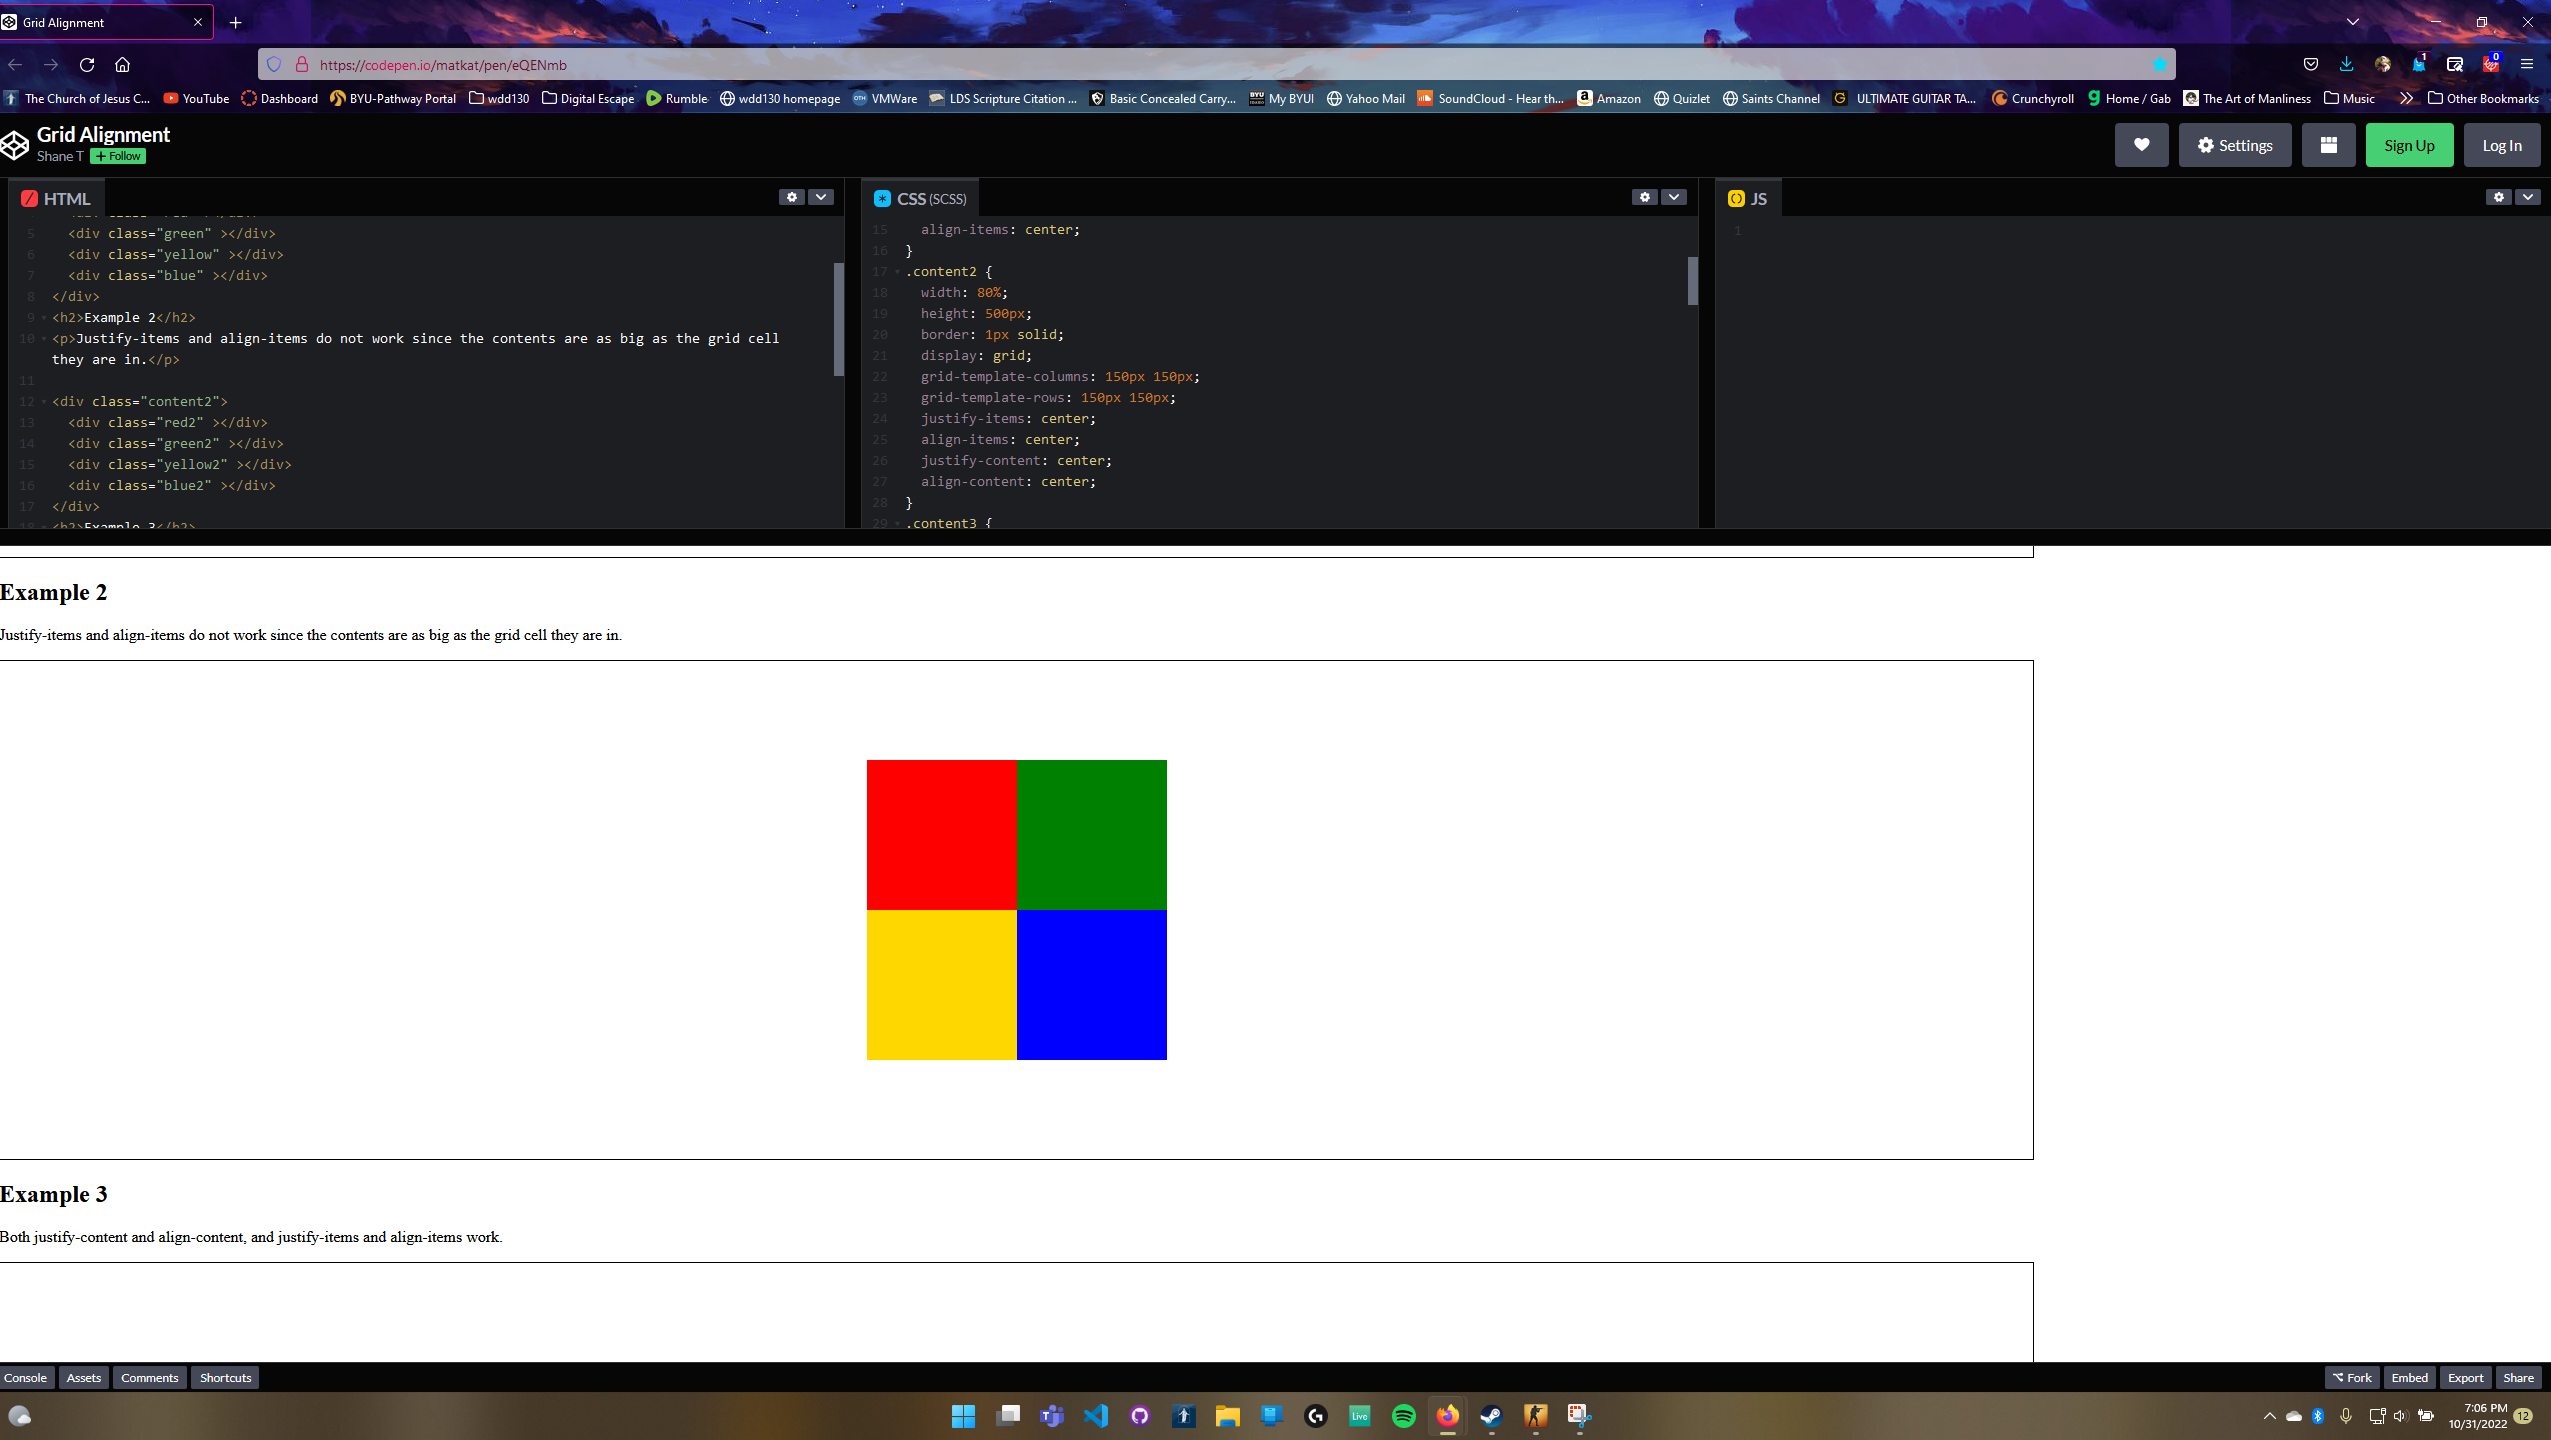 Grid Alignment
https://codepen.io/matkat/pen/eQENmb
1
0
The Church of Jesus C... YouTube Dashboard BYU-Pathway Portal wdd130 Digital Escape Rumble wdd130 homepage VMWare LDS Scripture Citation ... Basic Concealed Carry... My BYUI Yahoo Mail SoundCloud - Hear th... Amazon Quizlet Saints Channel ULTIMATE GUITAR TA... Crunchyroll Home / Gab The Art of Manliness Music Other Bookmarks
Grid Alignment
Shane T + Follow
Settings Sign Up Log In
HTML
5 <div class="green" ></div>
6 <div class="yellow" ></div>
7 <div class="blue" ></div>
8 </div>
9 <h2>Example 2</h2>
10 <p>Justify-items and align-items do not work since the contents are as big as the grid cell
they are in.</p>
11
12 <div class="content2">
13 <div class="red2" ></div>
14 <div class="green2" ></div>
15 <div class="yellow2" ></div>
16 <div class="blue2" ></div>
17 </div>
18 <h2>Example 3</h2>
CSS (SCSS)
15 align-items: center;
16 }
17 .content2 {
18 width: 80%;
19 height: 500px;
20 border: 1px solid;
21 display: grid;
22 grid-template-columns: 150px 150px;
23 grid-template-rows: 150px 150px;
24 justify-items: center;
25 align-items: center;
26 justify-content: center;
27 align-content: center;
28 }
29 .content3 {
JS
1
Example 2
Justify-items and align-items do not work since the contents are as big as the grid cell they are in.
Example 3
Both justify-content and align-content, and justify-items and align-items work.
Console Assets Comments Shortcuts
Fork Embed Export Share
Live
7:06 PM
10/31/2022
12